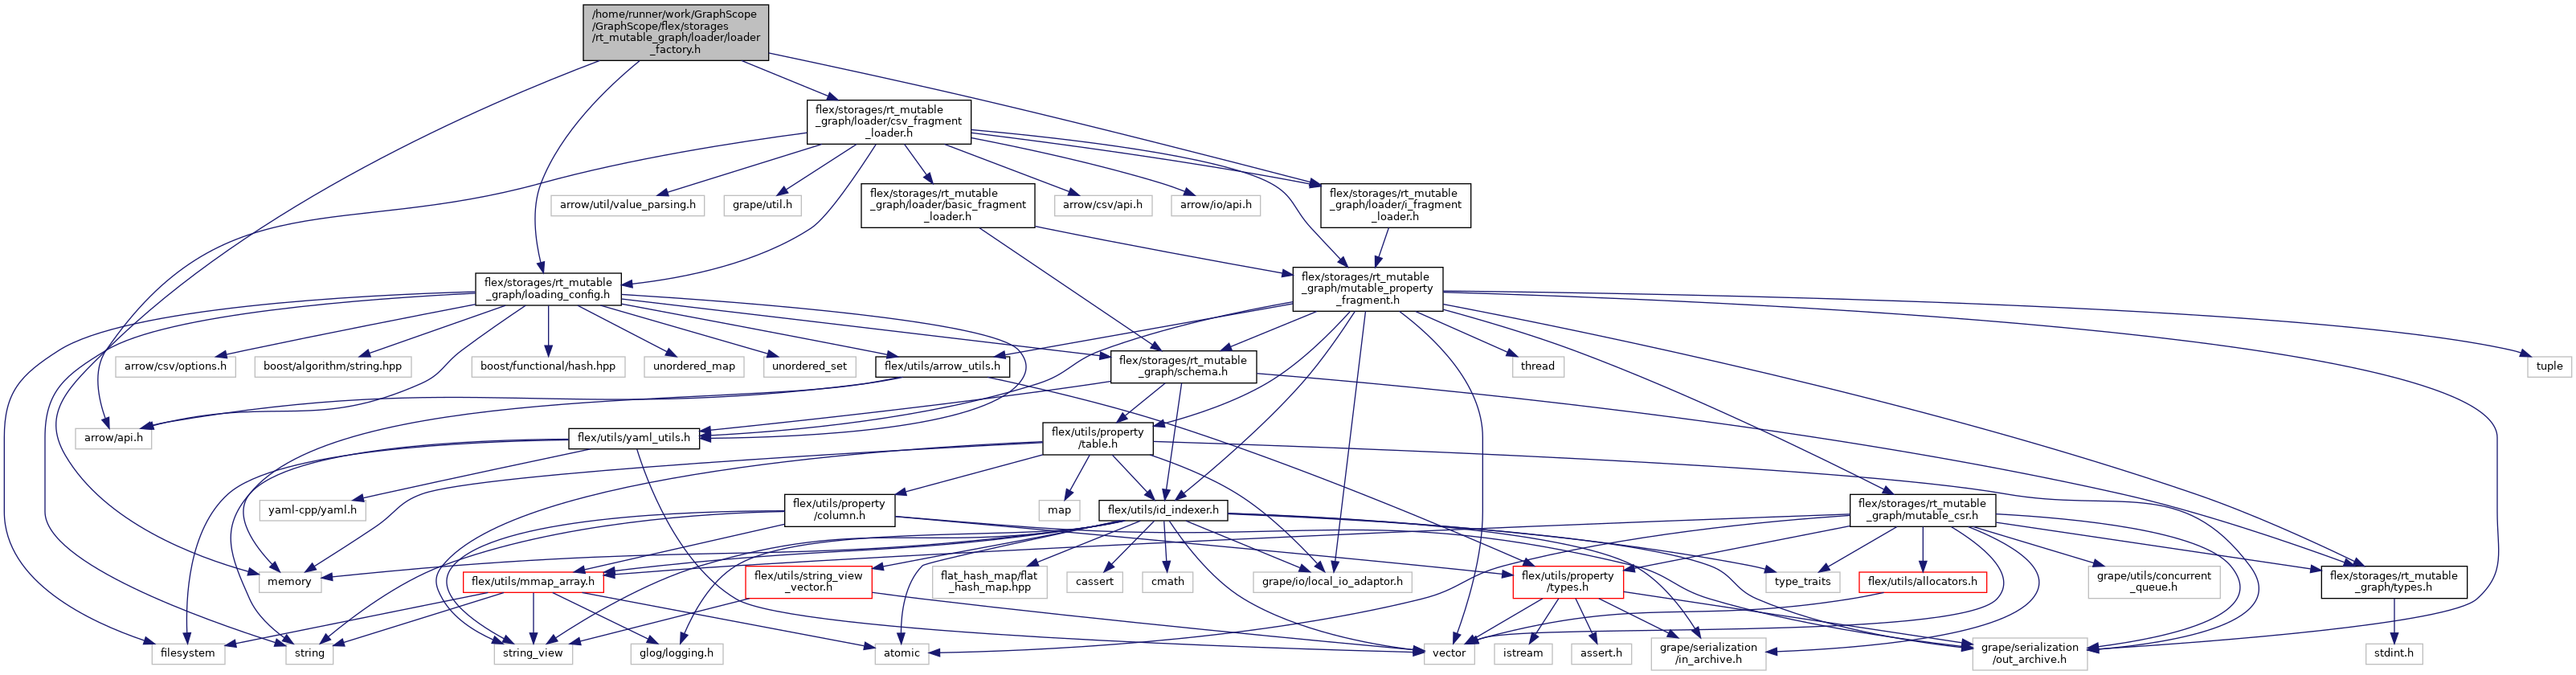 /home/runner/work/GraphScope
/GraphScope/flex/storages
/rt_mutable_graph/loader/loader
_factory.h
flex/storages/rt_mutable
_graph/loader/csv_fragment
_loader.h
arrow/util/value_parsing.h
grape/util.h
flex/storages/rt_mutable
_graph/loader/basic_fragment
_loader.h
arrow/csv/api.h
arrow/io/api.h
flex/storages/rt_mutable
_graph/loader/i_fragment
_loader.h
flex/storages/rt_mutable
_graph/loading_config.h
flex/storages/rt_mutable
_graph/mutable_property
_fragment.h
arrow/csv/options.h
boost/algorithm/string.hpp
boost/functional/hash.hpp
unordered_map
unordered_set
flex/utils/arrow_utils.h
flex/storages/rt_mutable
_graph/schema.h
thread
tuple
arrow/api.h
flex/utils/yaml_utils.h
flex/utils/property
/table.h
yaml-cpp/yaml.h
flex/utils/property
/column.h
map
flex/utils/id_indexer.h
flex/storages/rt_mutable
_graph/mutable_csr.h
memory
flex/utils/mmap_array.h
flex/utils/string_view
_vector.h
flat_hash_map/flat
_hash_map.hpp
cassert
cmath
grape/io/local_io_adaptor.h
flex/utils/property
/types.h
type_traits
flex/utils/allocators.h
grape/utils/concurrent
_queue.h
flex/storages/rt_mutable
_graph/types.h
filesystem
string
string_view
glog/logging.h
atomic
vector
istream
assert.h
grape/serialization
/in_archive.h
grape/serialization
/out_archive.h
stdint.h